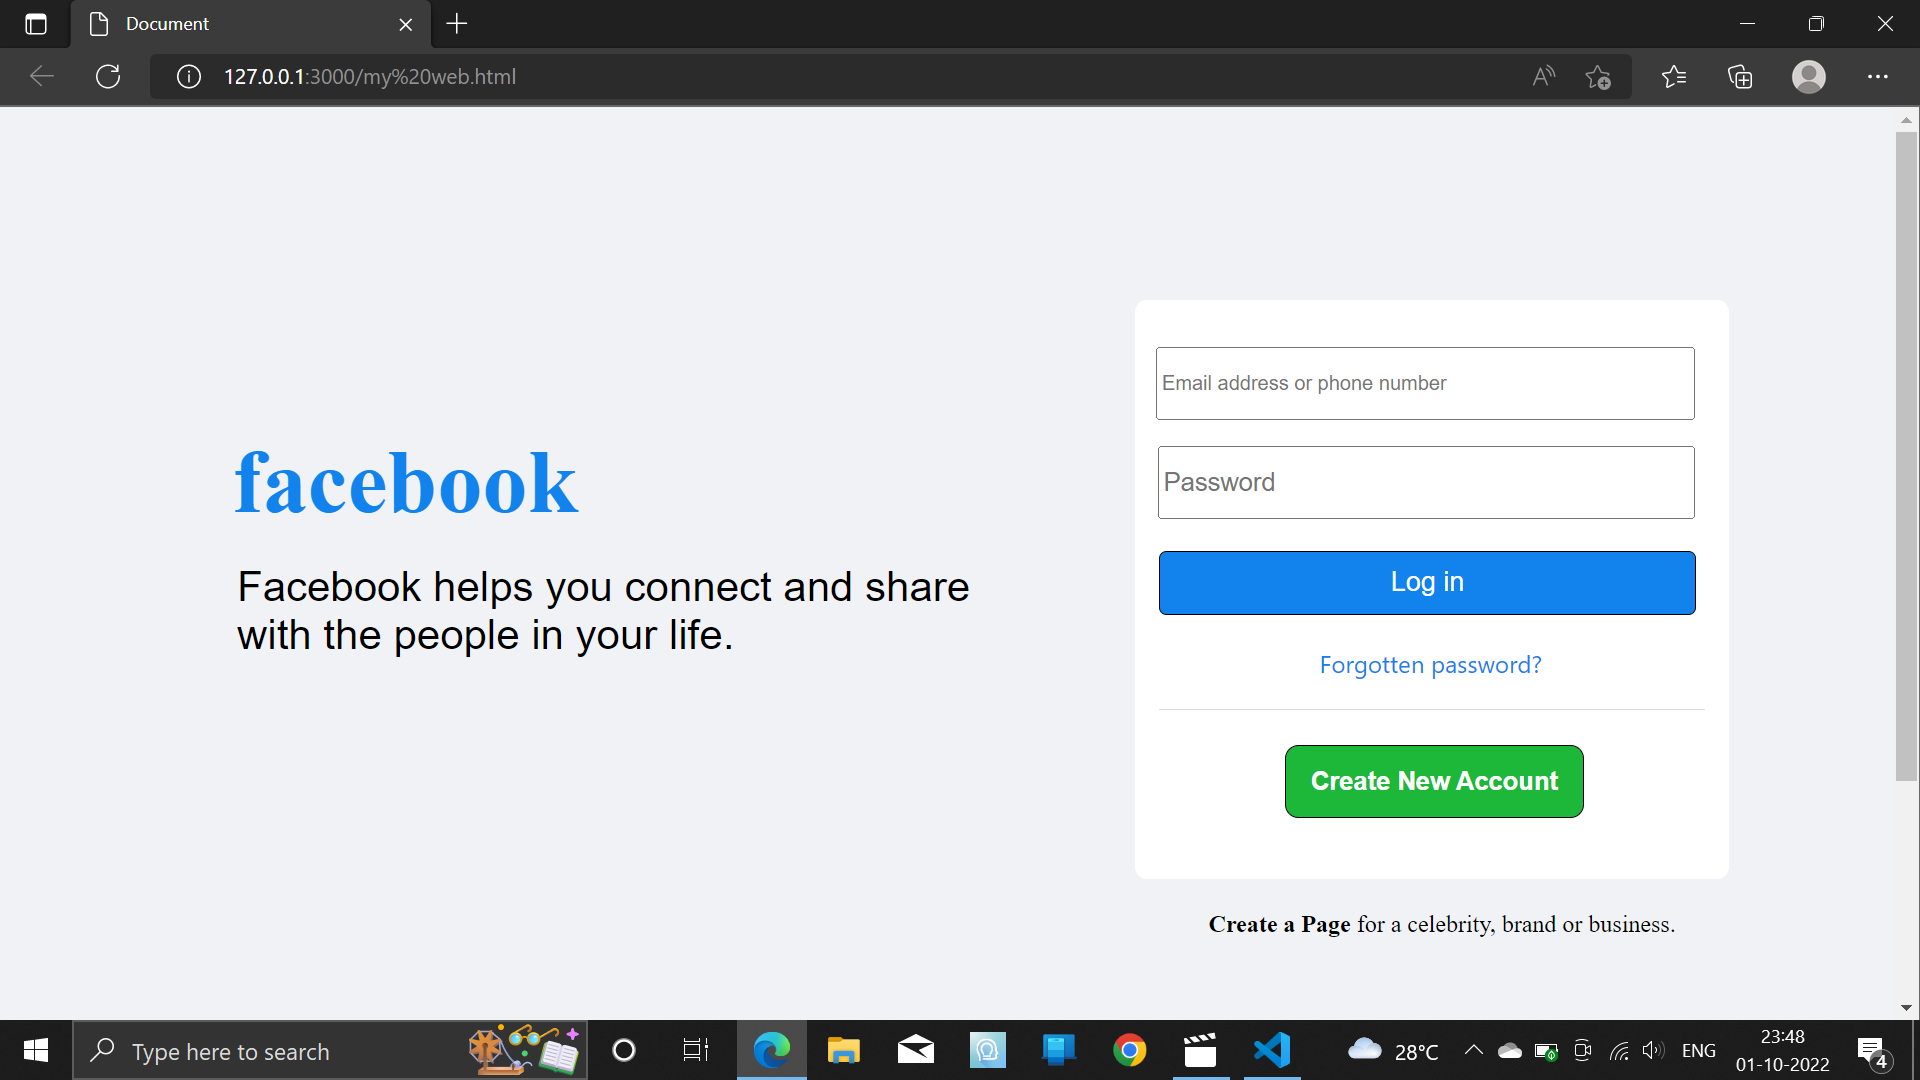 Document
127.0.0.1:3000/my%20web.html
facebook
Facebook helps you connect and share
with the people in your life.
Email address or phone number
Password
Log in
Forgotten password?
Create New Account
Create a Page for a celebrity, brand or business.
Type here to search
28°C
ENG
23:48
01-10-2022
4